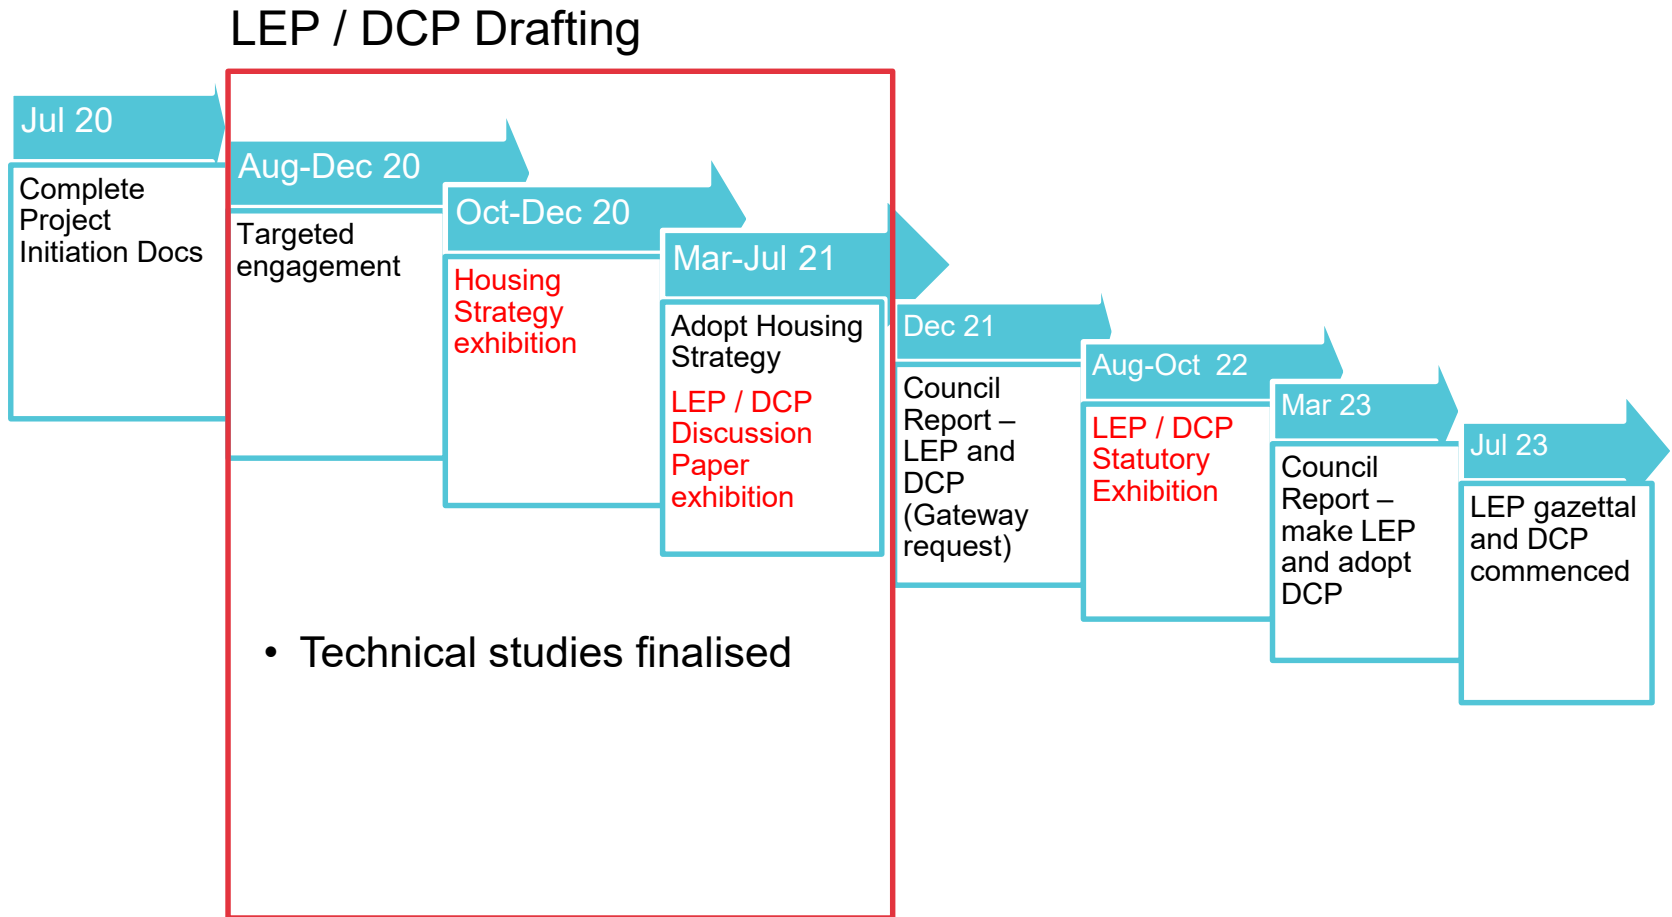 LEP / DCP Drafting
Jul 20
Complete
Project
Initiation Docs
Aug-Dec 20
Targeted
engagement
Oct-Dec 20
Housing
Strategy
exhibition
Mar-Jul 21
Adopt Housing
Strategy
LEP / DCP
Discussion
Paper
exhibition
Dec 21
Council
Report –
LEP and
DCP
(Gateway
request)
Aug-Oct  22
LEP / DCP
Statutory
Exhibition
Mar 23
Council
Report –
make LEP
and adopt
DCP
Jul 23
LEP gazettal
and DCP
commenced
• Technical studies finalised